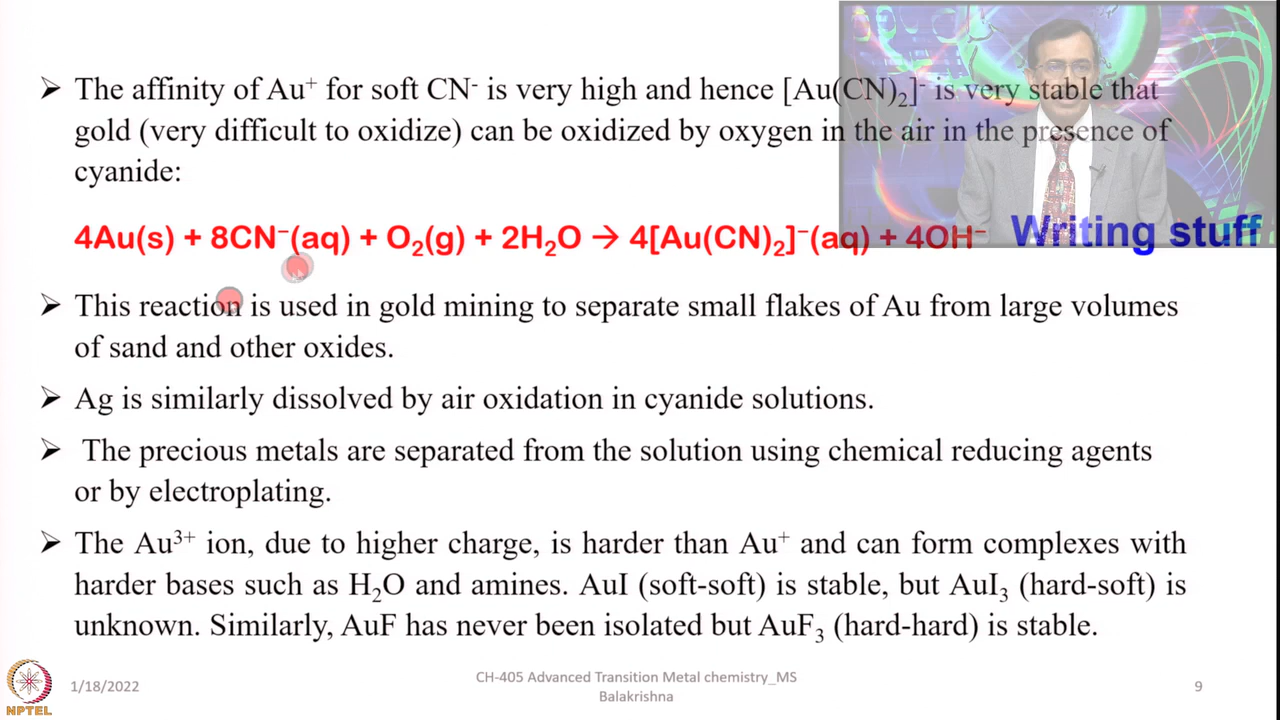 ➢ The affinity of Au⁺ for soft CN⁻ is very high and hence [Au(CN)₂]⁻ is very stable that
gold (very difficult to oxidize) can be oxidized by oxygen in the air in the presence of
cyanide:
4Au(s) + 8CN⁻(aq) + O₂(g) + 2H₂O → 4[Au(CN)₂]⁻(aq) + 4OH⁻ Writing stuff
➢ This reaction is used in gold mining to separate small flakes of Au from large volumes
of sand and other oxides.
➢ Ag is similarly dissolved by air oxidation in cyanide solutions.
➢ The precious metals are separated from the solution using chemical reducing agents
or by electroplating.
➢ The Au³⁺ ion, due to higher charge, is harder than Au⁺ and can form complexes with
harder bases such as H₂O and amines. AuI (soft-soft) is stable, but AuI₃ (hard-soft) is
unknown. Similarly, AuF has never been isolated but AuF₃ (hard-hard) is stable.
NPTEL
1/18/2022
CH-405 Advanced Transition Metal chemistry_MS
Balakrishna
9